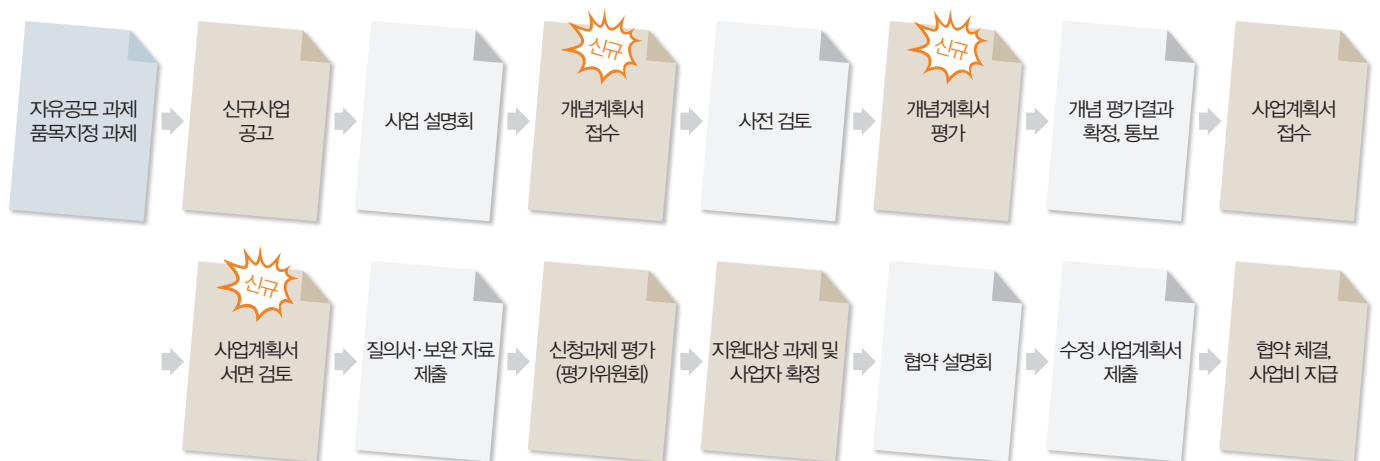 자유공모 과제
품목지정 과제
신규사업
공고
사업 설명회
신규
개념계획서
접수
사전 검토
신규
개념계획서
평가
개념 평가결과
확정, 통보
사업계획서
접수
신규
사업계획서
서면 검토
질의서·보완 자료
제출
신청과제 평가
(평가위원회)
지원대상 과제 및
사업자 확정
협약 설명회
수정 사업계획서
제출
협약 체결,
사업비 지급